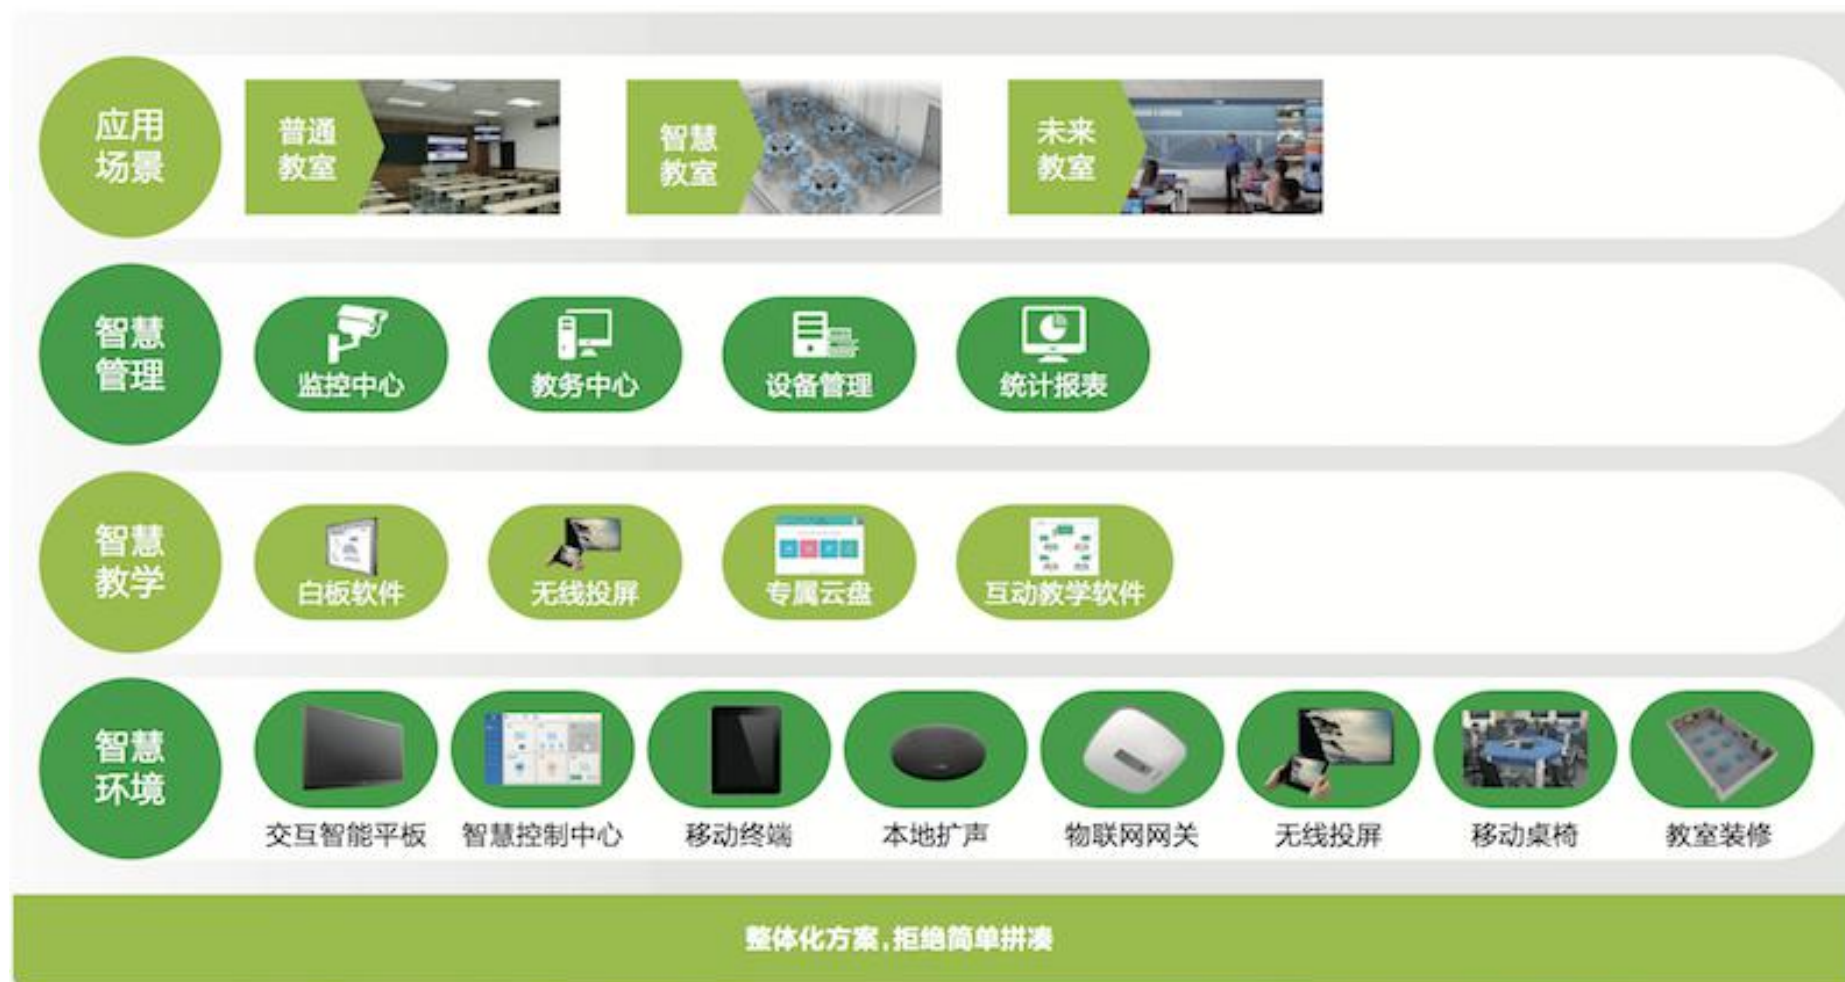 应用
场景
普通
教室
智慧
教室
未来
教室
智慧
管理
监控中心
教务中心
设备管理
统计报表
智慧
教学
白板软件
无线投屏
专属云盘
互动教学软件
智慧
环境
交互智能平板
智慧控制中心
移动终端
本地扩声
物联网网关
无线投屏
移动桌椅
教室装修
整体化方案,拒绝简单拼凑